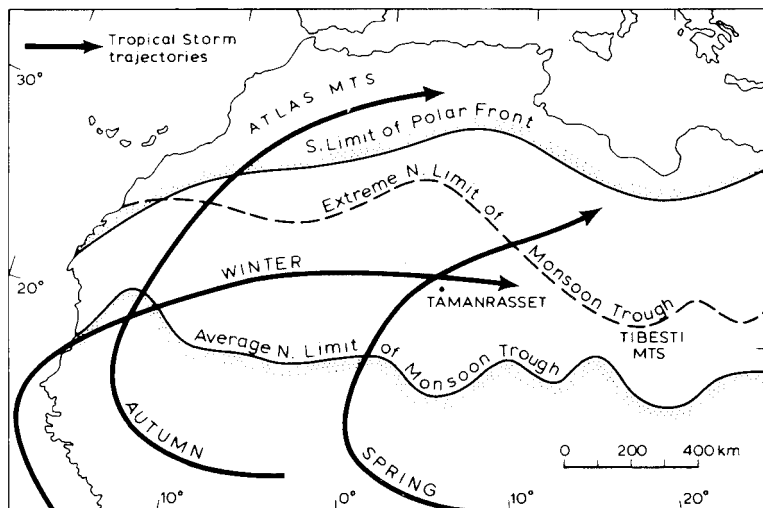 Tropical Storm
trajectories
30°
ATLAS MTS
S. Limit of Polar Front
Extreme N. Limit of Monsoon Trough
WINTER
20°
TAMANRASSET
TIBESTI
MTS
Average N. Limit of Monsoon Trough
AUTUMN
SPRING
0 200 400 km
10° 0° 10° 20°